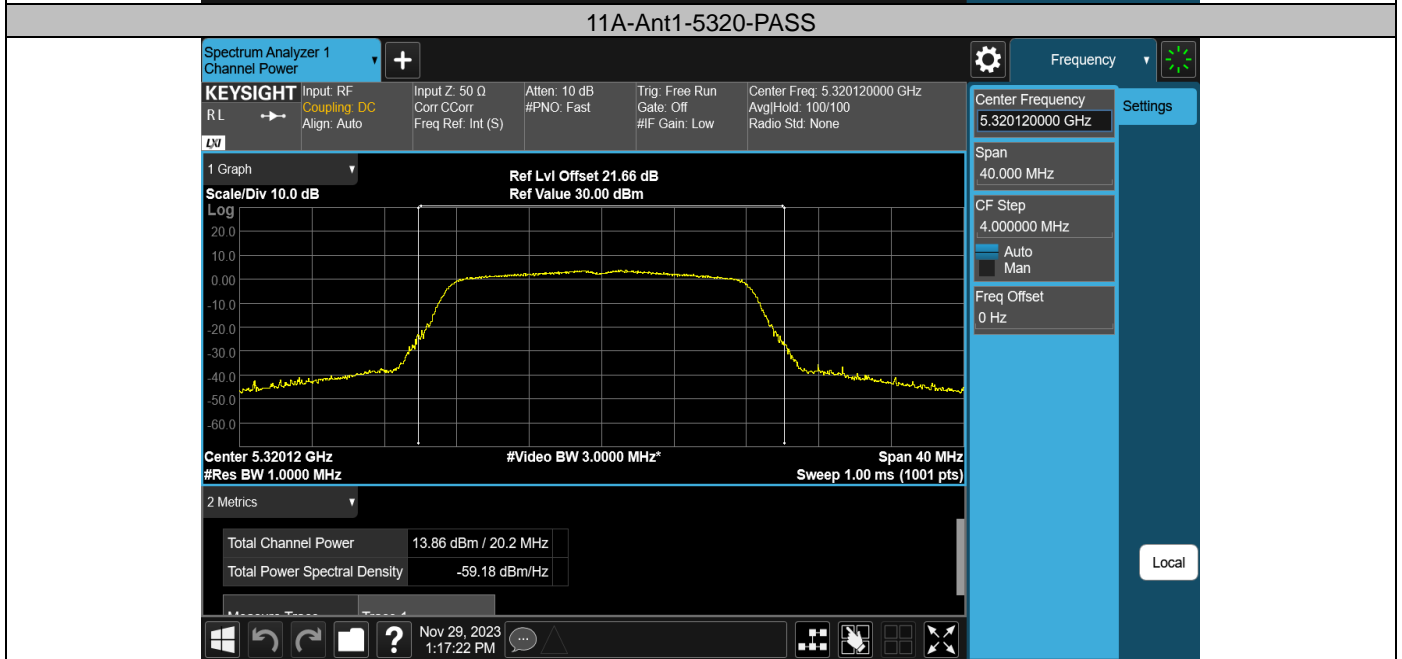 11A-Ant1-5320-PASS
Spectrum Analyzer 1
Channel Power
+
Frequency
KEYSIGHT
RL
LXI
Input: RF
Coupling: DC
Align: Auto
Input Z: 50 Ω
Corr CCorr
Freq Ref: Int (S)
Atten: 10 dB
#PNO: Fast
Trig: Free Run
Gate: Off
#IF Gain: Low
Center Freq: 5.320120000 GHz
Avg|Hold: 100/100
Radio Std: None
Center Frequency
5.320120000 GHz
Settings
Span
40.000 MHz
CF Step
4.000000 MHz
Auto
Man
Freq Offset
0 Hz
1 Graph
Ref Lvl Offset 21.66 dB
Scale/Div 10.0 dB
Ref Value 30.00 dBm
Log
20.0
10.0
0.00
-10.0
-20.0
-30.0
-40.0
-50.0
-60.0
Center 5.32012 GHz
#Video BW 3.0000 MHz*
Span 40 MHz
#Res BW 1.0000 MHz
Sweep 1.00 ms (1001 pts)
2 Metrics
Total Channel Power 13.86 dBm / 20.2 MHz
Total Power Spectral Density -59.18 dBm/Hz
Measure Trace Trace 1
Local
?
Nov 29, 2023
1:17:22 PM